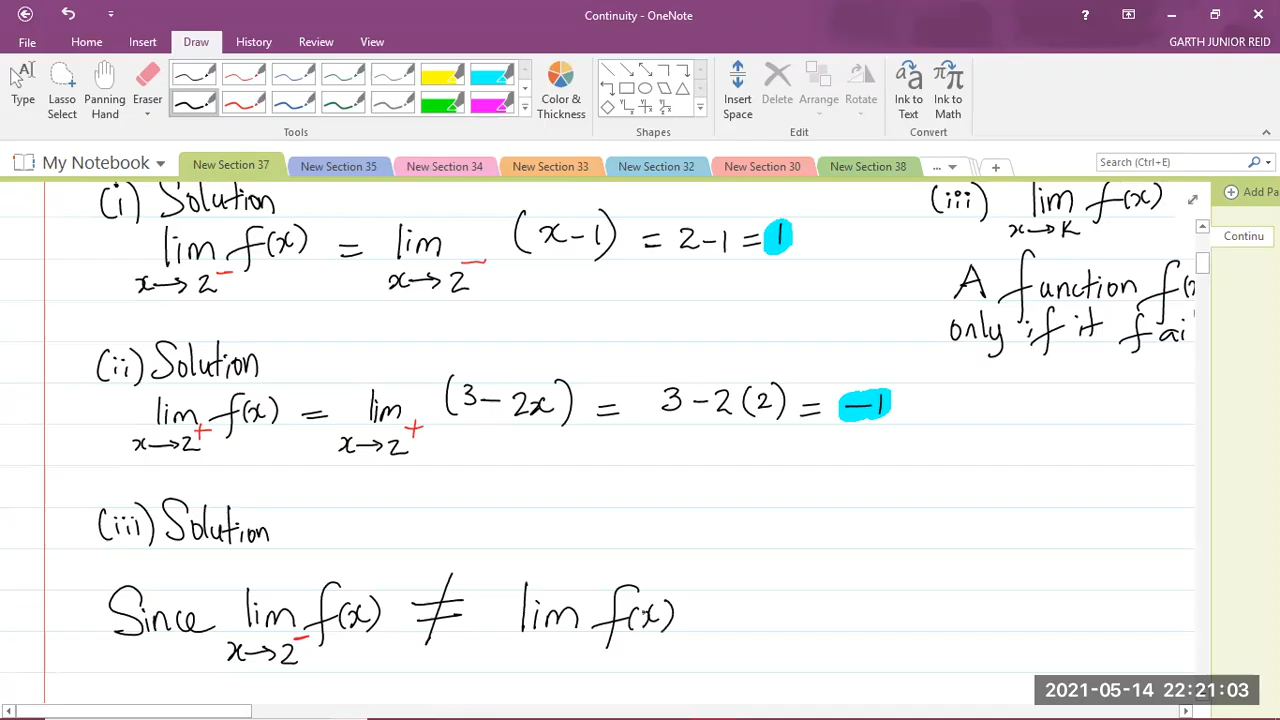 Continuity - OneNote
GARTH JUNIOR REID
File Home Insert Draw History Review View
Type Lasso Select Panning Hand Eraser
Color & Thickness
Insert Space Delete Arrange Rotate
Ink to Text Ink to Math
Tools Shapes Edit Convert
My Notebook New Section 37 New Section 35 New Section 34 New Section 33 New Section 32 New Section 30 New Section 38 ... +
Search (Ctrl+E)
Add Pa
Continu
(i) Solution
lim x→2⁻ f(x) = lim x→2⁻ (x-1) = 2-1 = 1
(ii) Solution
lim x→2⁺ f(x) = lim x→2⁺ (3-2x) = 3-2(2) = -1
(iii) Solution
Since lim x→2⁻ f(x) ≠ lim f(x)
(iii) lim x→K f(x)
A function f(x
only if it fai
2021-05-14 22:21:03